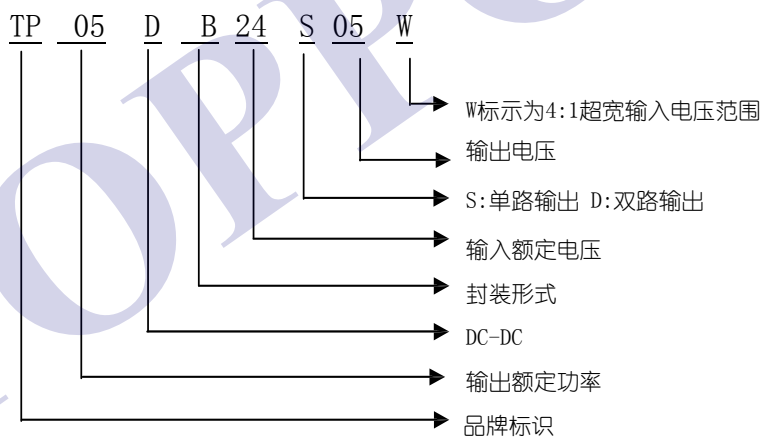 TP 05 D B 24 S 05 W
W标示为4:1超宽输入电压范围
输出电压
S:单路输出 D:双路输出
输入额定电压
封装形式
DC-DC
输出额定功率
品牌标识